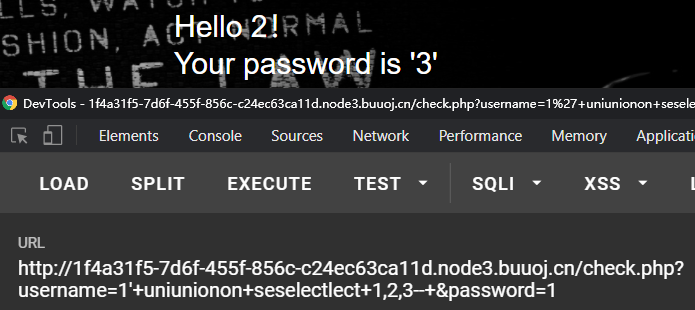 LLS, WATCH
Hello 2!
SHION, ACT NORMAL
Your password is '3'
THE LAW
DevTools - 1f4a31f5-7d6f-455f-856c-c24ec63ca11d.node3.buuoj.cn/check.php?username=1%27+uniunionon+sesele
Elements Console Sources Network Performance Memory Applicati
LOAD SPLIT EXECUTE TEST SQLI XSS L
URL
http://1f4a31f5-7d6f-455f-856c-c24ec63ca11d.node3.buuoj.cn/check.php?
username=1'+uniunionon+seselectlect+1,2,3--+&password=1